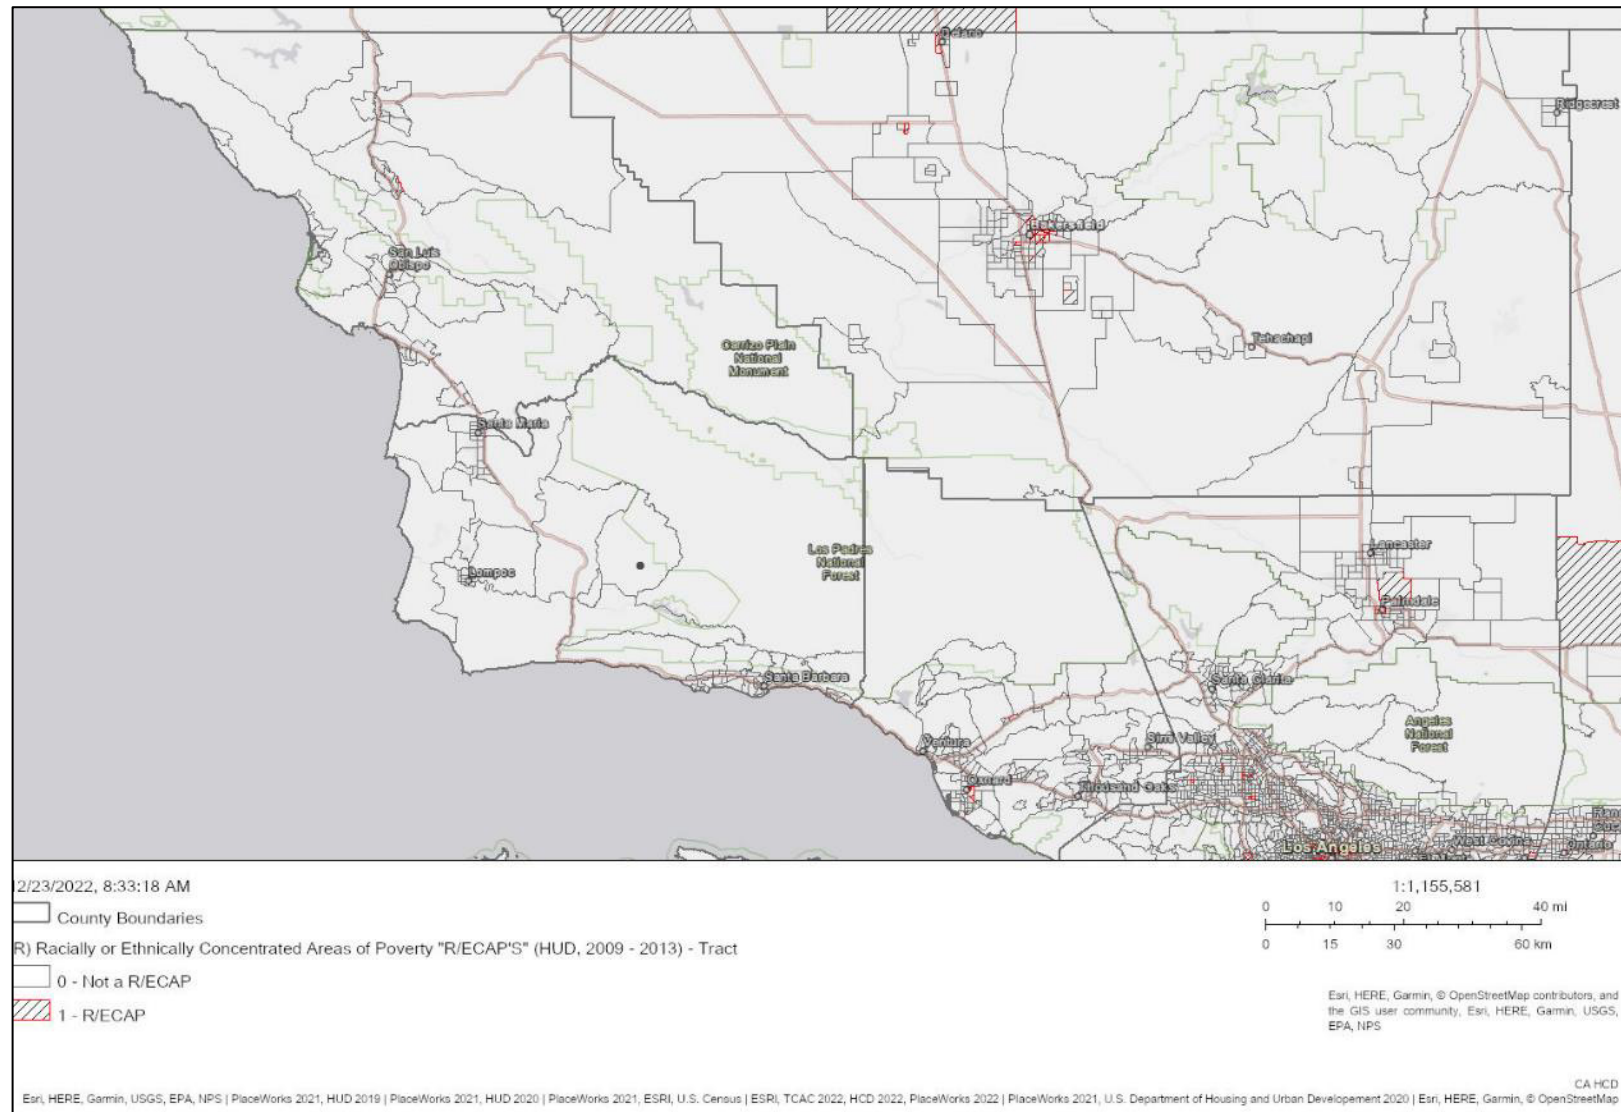 Delano
Ridgecrest
Bakersfield
San Luis
Obispo
Tehachapi
Carrizo Plain
National
Monument
Santa Maria
Los Padres
National
Forest
Lancaster
Lompoc
Palmdale
Santa Barbara
Santa Clarita
Angeles
National
Forest
Ventura
Simi Valley
Oxnard
Thousand Oaks
Los Angeles
West Covina
Ontario
12/23/2022, 8:33:18 AM
County Boundaries
R) Racially or Ethnically Concentrated Areas of Poverty "R/ECAP'S" (HUD, 2009 - 2013) - Tract
0 - Not a R/ECAP
1 - R/ECAP
1:1,155,581
0 10 20 40 mi
0 15 30 60 km
Esri, HERE, Garmin, © OpenStreetMap contributors, and
the GIS user community, Esri, HERE, Garmin, USGS,
EPA, NPS
CA HCD
Esri, HERE, Garmin, USGS, EPA, NPS | PlaceWorks 2021, HUD 2019 | PlaceWorks 2021, HUD 2020 | PlaceWorks 2021, ESRI, U.S. Census | ESRI, TCAC 2022, HCD 2022, PlaceWorks 2022 | PlaceWorks 2021, U.S. Department of Housing and Urban Developement 2020 | Esri, HERE, Garmin, © OpenStreetMap